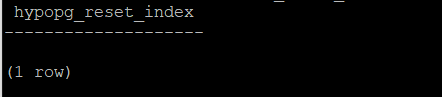 hypopg_reset_index
--------------------
(1 row)